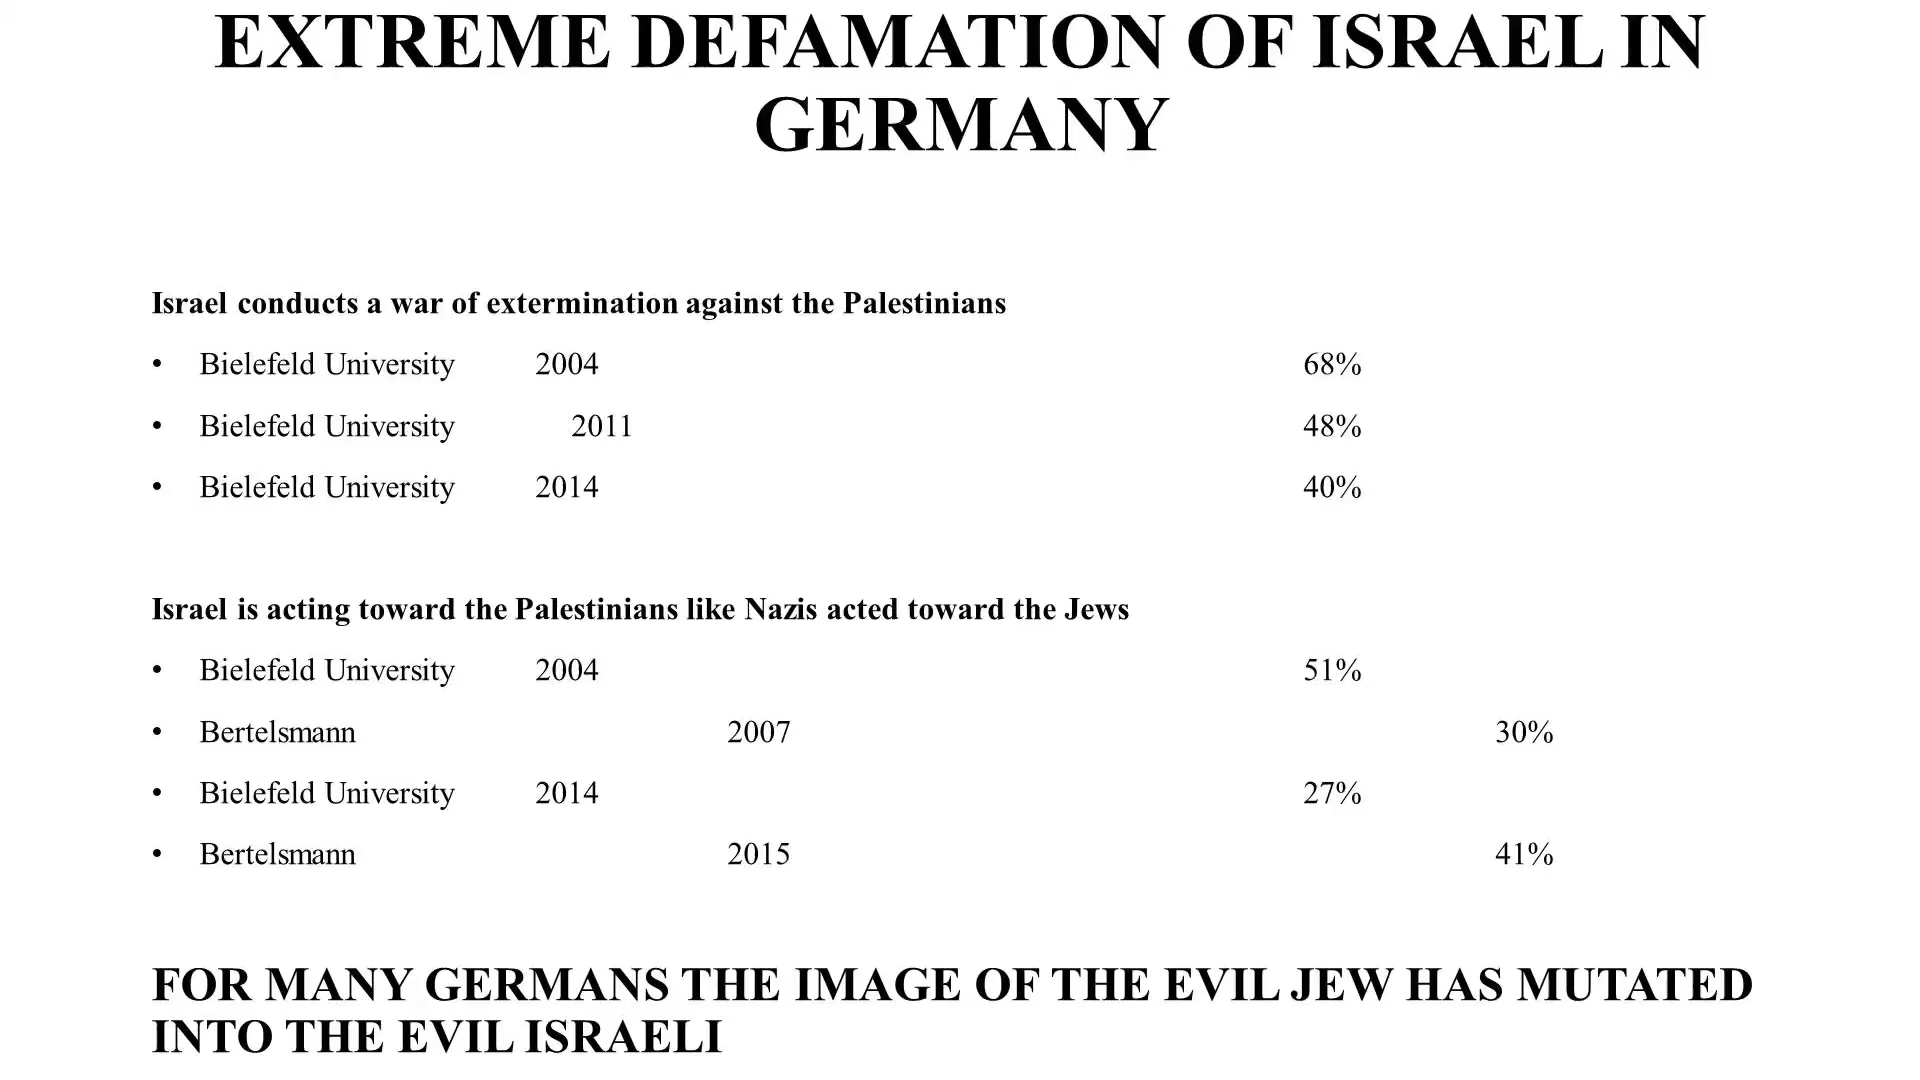 EXTREME DEFAMATION OF ISRAEL IN
GERMANY
Israel conducts a war of extermination against the Palestinians
• Bielefeld University 2004 68%
• Bielefeld University 2011 48%
• Bielefeld University 2014 40%
Israel is acting toward the Palestinians like Nazis acted toward the Jews
• Bielefeld University 2004 51%
• Bertelsmann 2007 30%
• Bielefeld University 2014 27%
• Bertelsmann 2015 41%
FOR MANY GERMANS THE IMAGE OF THE EVIL JEW HAS MUTATED
INTO THE EVIL ISRAELI